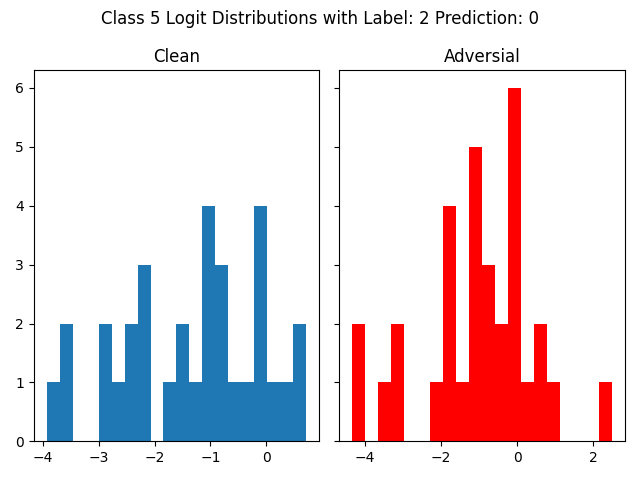 Class 5 Logit Distributions with Label: 2 Prediction: 0
Clean
Adversial
6
5
4
3
2
1
0
−4 −3 −2 −1 0
−4 −2 0 2